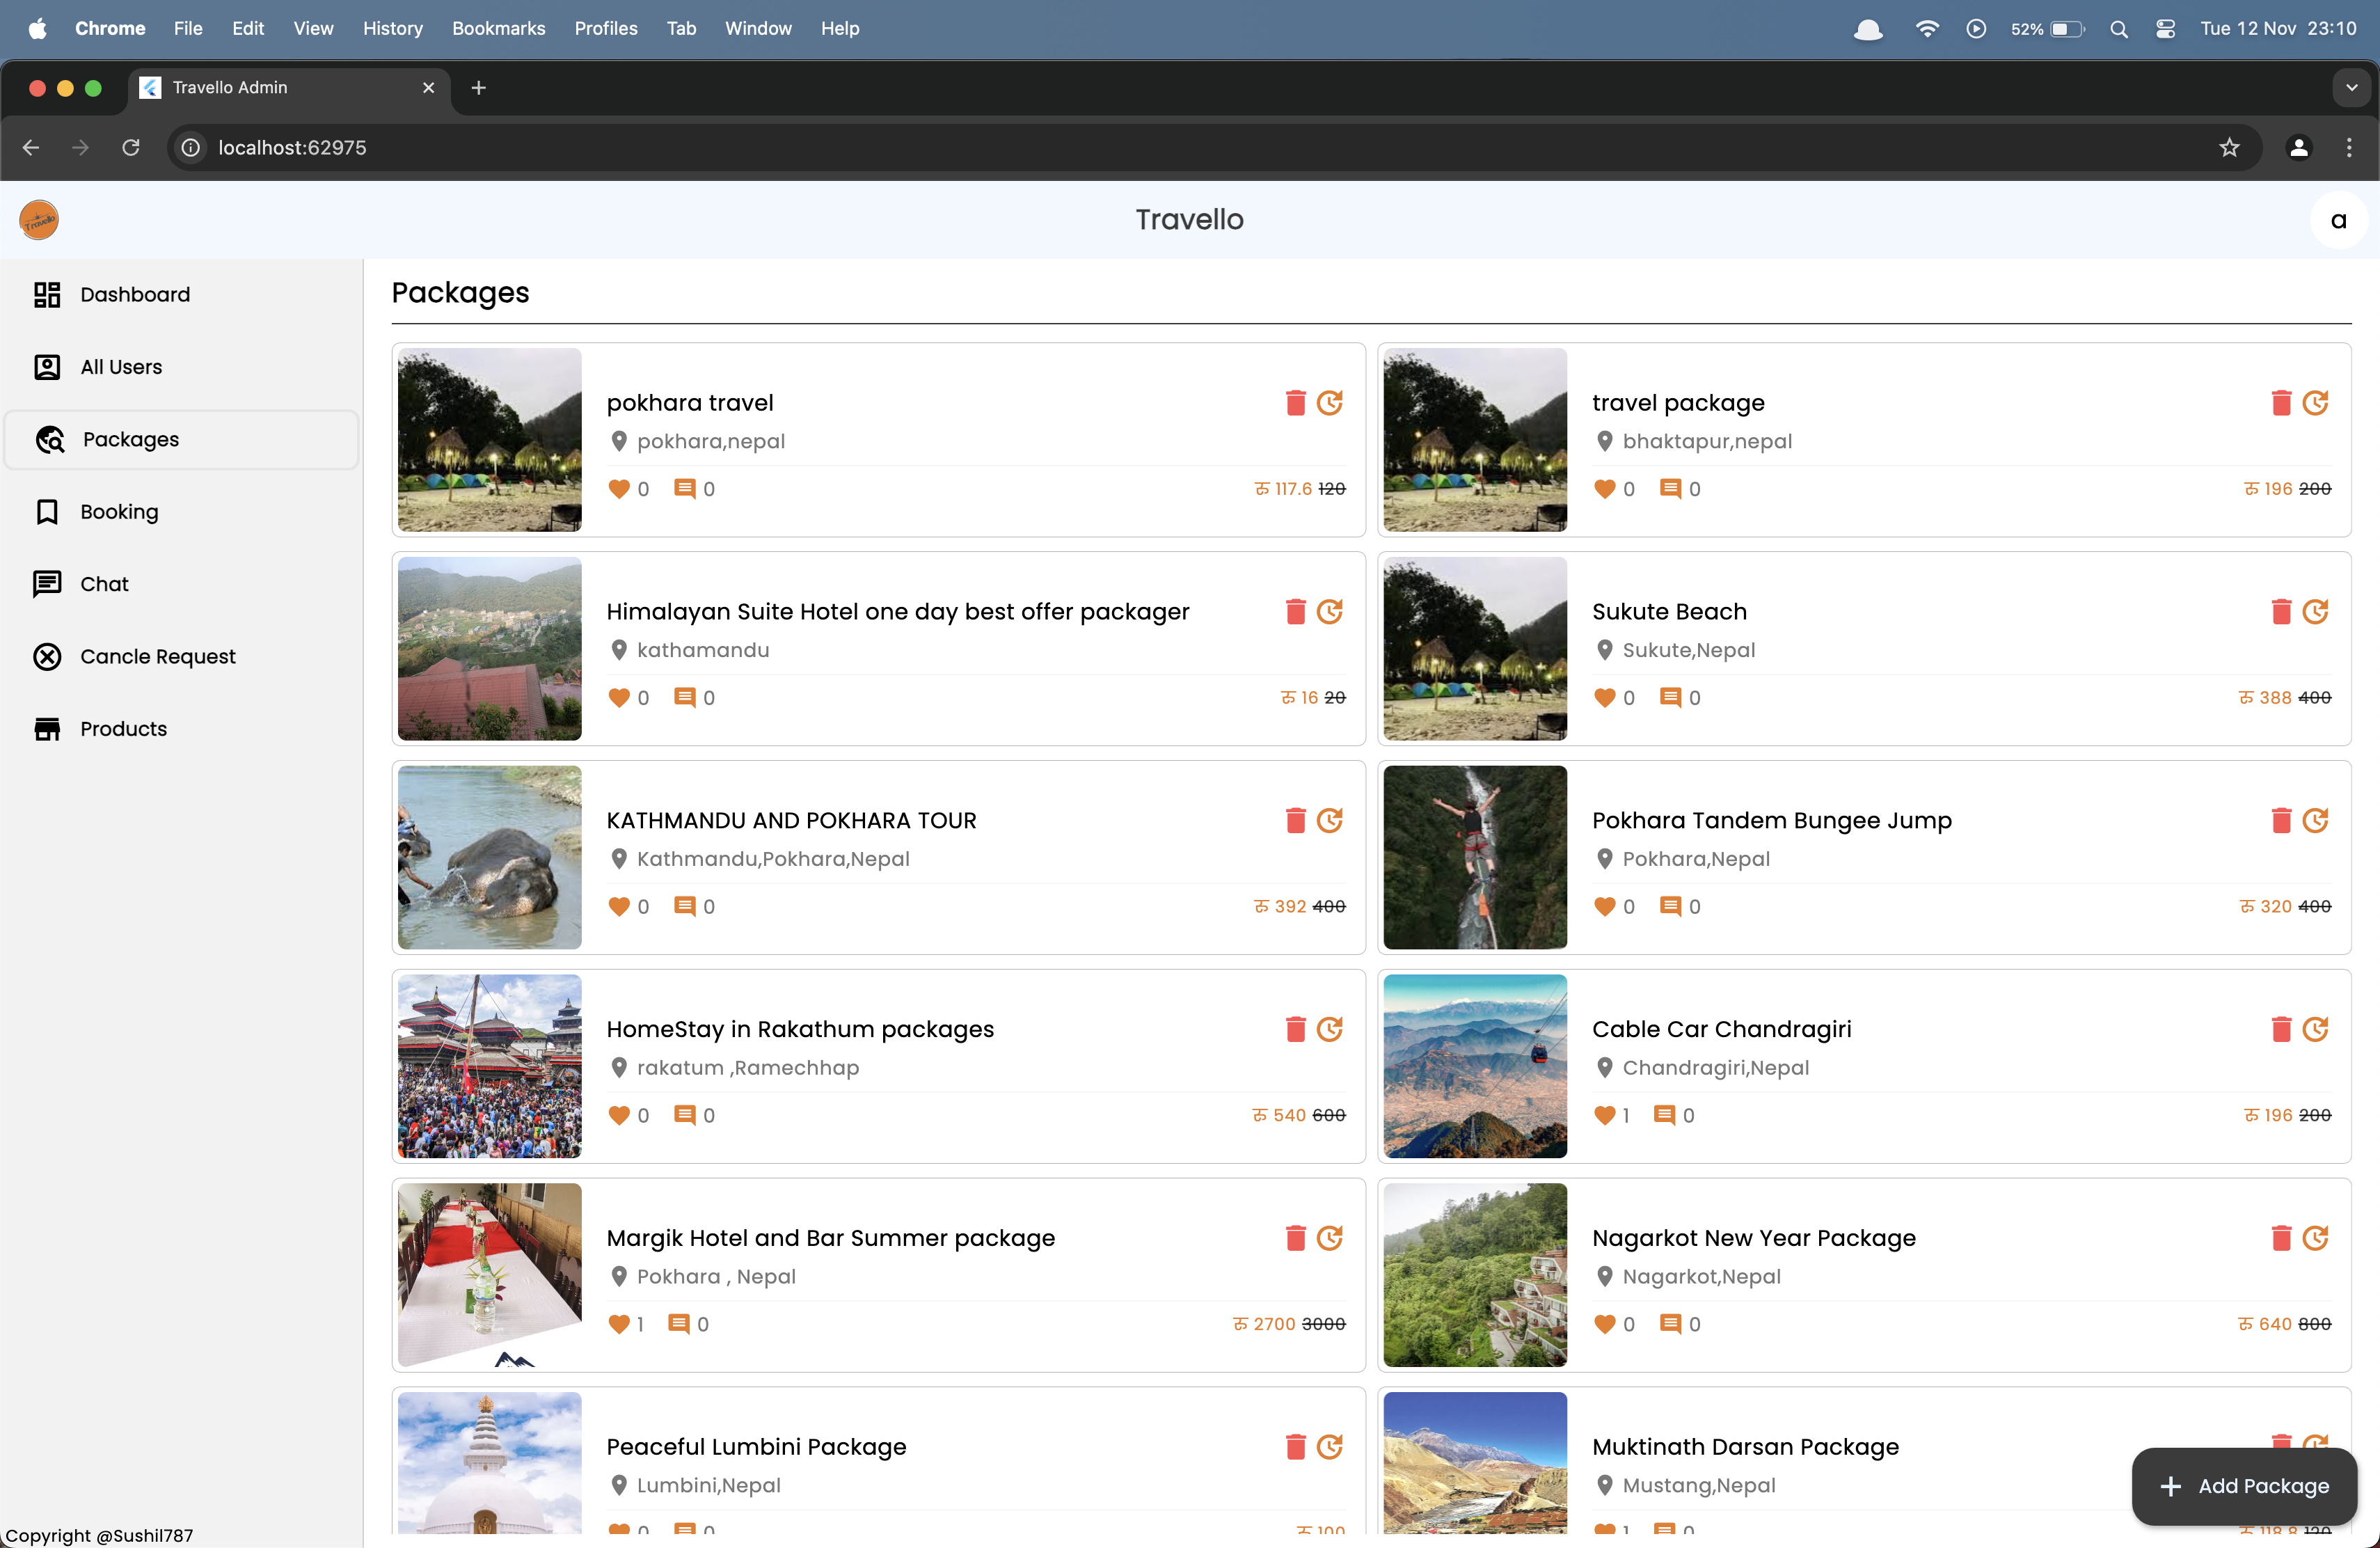 Chrome File Edit View History Bookmarks Profiles Tab Window Help 52% Tue 12 Nov 23:10
Travello Admin
localhost:62975
Travello
Travello
a
Dashboard
All Users
Packages
Booking
Chat
Cancle Request
Products
Copyright @Sushil787
Packages
pokhara travel
pokhara,nepal
0 0 रु 117.6 120
travel package
bhaktapur,nepal
0 0 रु 196 200
Himalayan Suite Hotel one day best offer packager
kathamandu
0 0 रु 16 20
Sukute Beach
Sukute,Nepal
0 0 रु 388 400
KATHMANDU AND POKHARA TOUR
Kathmandu,Pokhara,Nepal
0 0 रु 392 400
Pokhara Tandem Bungee Jump
Pokhara,Nepal
0 0 रु 320 400
HomeStay in Rakathum packages
rakatum ,Ramechhap
0 0 रु 540 600
Cable Car Chandragiri
Chandragiri,Nepal
1 0 रु 196 200
Margik Hotel and Bar Summer package
Pokhara , Nepal
1 0 रु 2700 3000
Nagarkot New Year Package
Nagarkot,Nepal
0 0 रु 640 800
Peaceful Lumbini Package
Lumbini,Nepal
0 0 रु 100
Muktinath Darsan Package
Mustang,Nepal
1 0 रु 118.8 120
Add Package